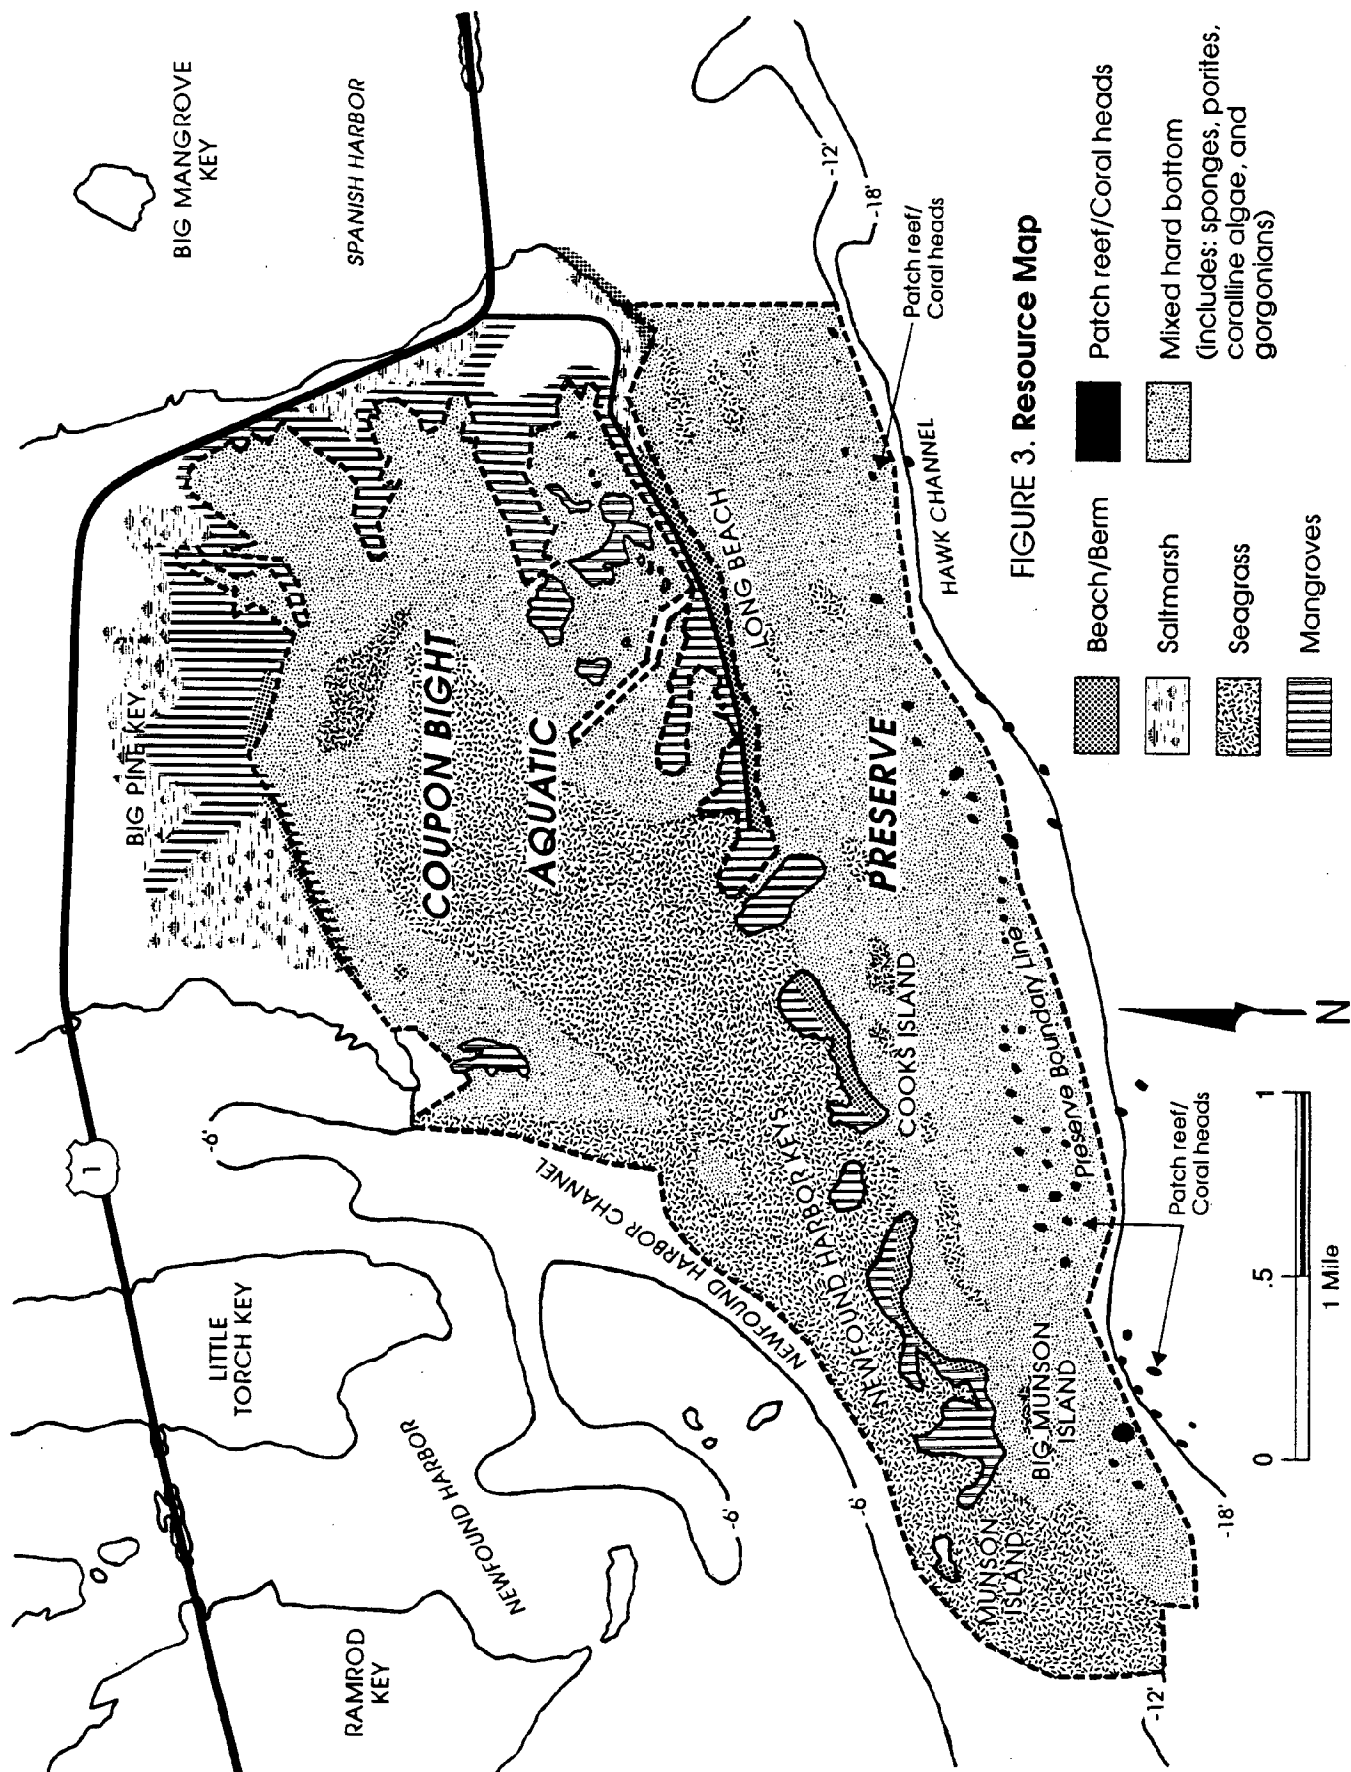 BIG MANGROVE
KEY
SPANISH HARBOR
BIG PINE KEY
1
LITTLE
TORCH KEY
RAMROD
KEY
NEWFOUND HARBOR
-6'
-6'
-6'
NEWFOUND HARBOR CHANNEL
COUPON BIGHT
AQUATIC
PRESERVE
LONG BEACH
NEWFOUND HARBOR KEYS
COOKS ISLAND
BIG MUNSON
ISLAND
MUNSON
ISLAND
-12'
-18'
Patch reef/
Coral heads
HAWK CHANNEL
Preserve Boundary Line
Patch reef/
Coral heads
-12'
-18'
FIGURE 3. Resource Map
Beach/Berm
Saltmarsh
Seagrass
Mangroves
Patch reef/Coral heads
Mixed hard bottom
(includes: sponges, porites,
coralline algae, and
gorgonians)
0
.5
1
1 Mile
N